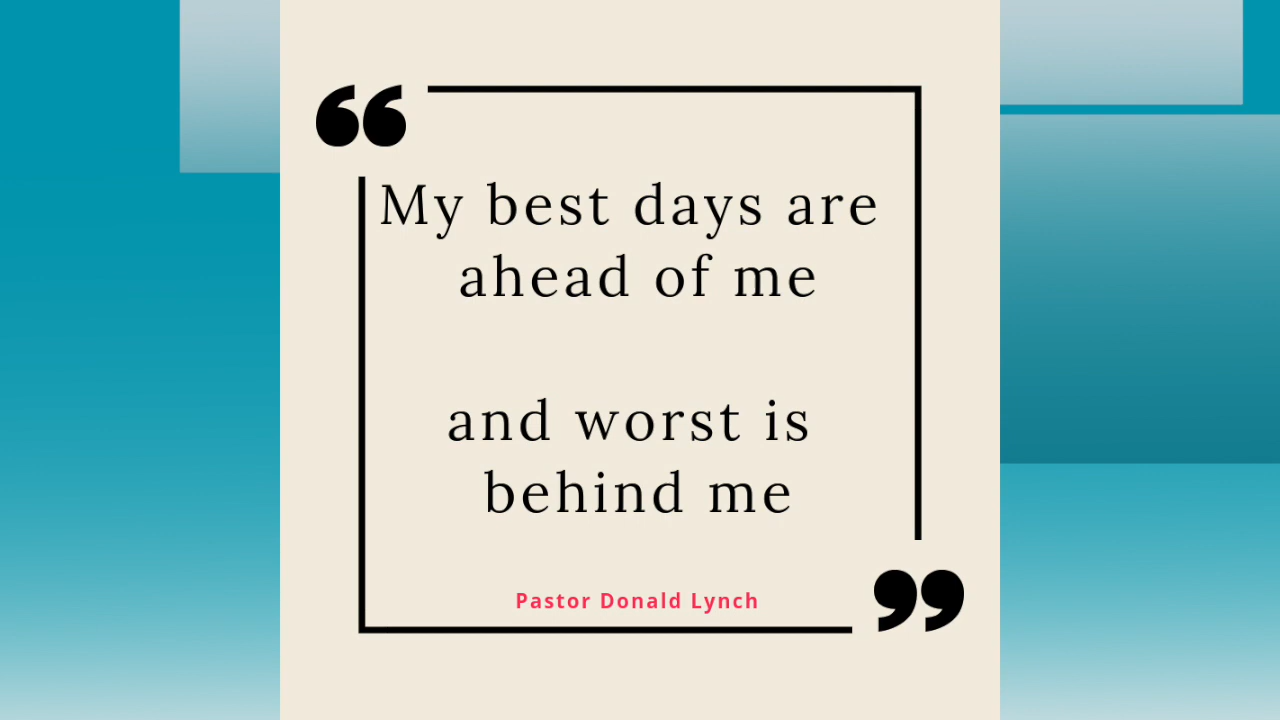 “
My best days are
ahead of me
and worst is
behind me
Pastor Donald Lynch
”